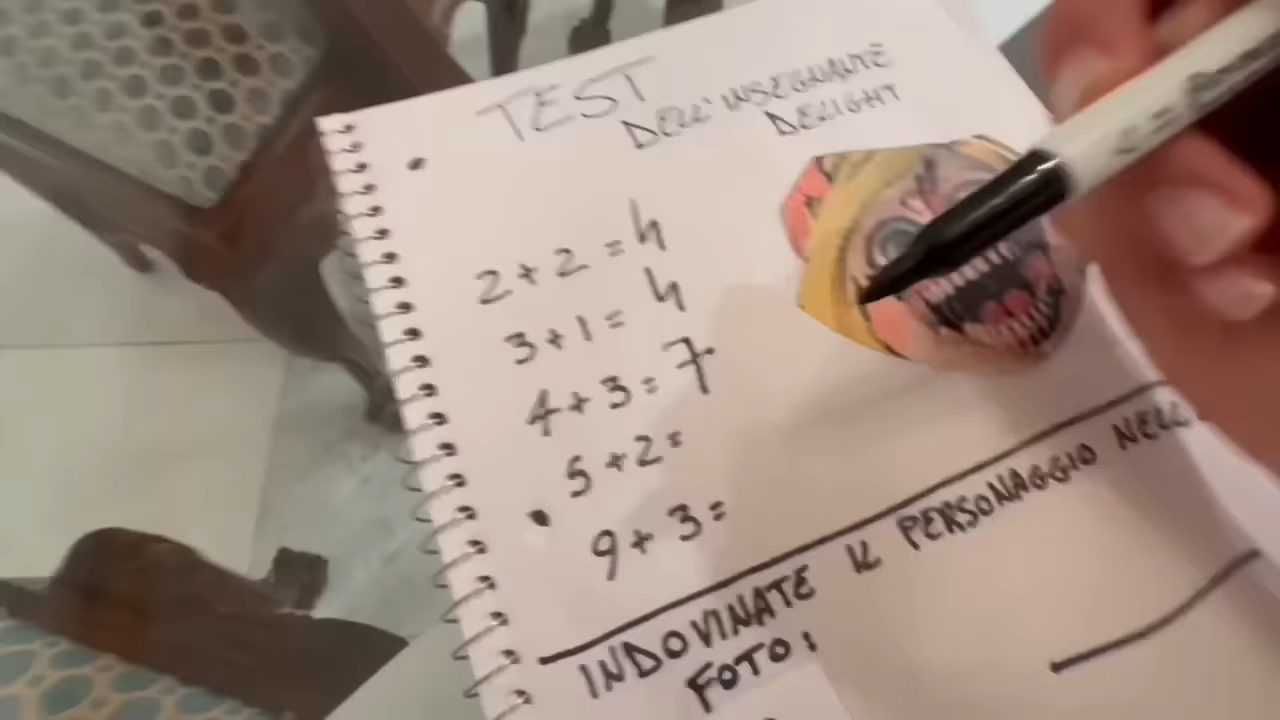 TEST
DELL'INSEGNANTE
DELIGHT
2+2=4
3+1=4
4+3=7
5+2=
9+3=
INDOVINATE IL PERSONAGGIO NELL
FOTO: